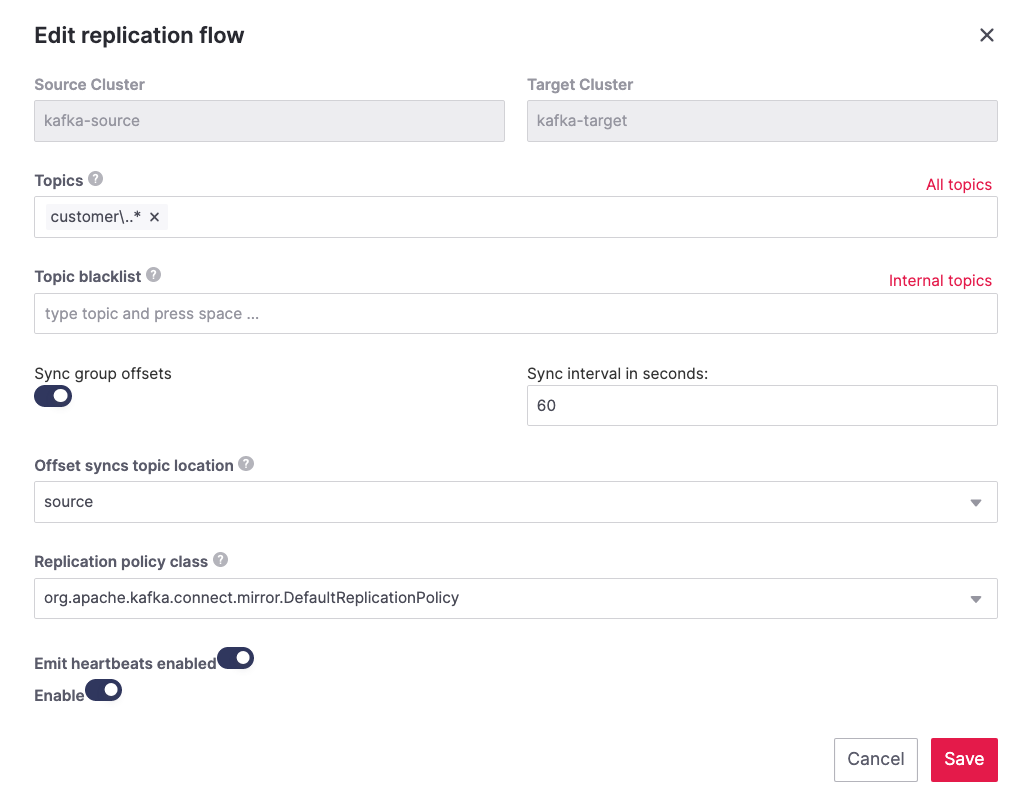 Edit replication flow
Source Cluster
Target Cluster
kafka-source
kafka-target
Topics
All topics
customer\..*
Topic blacklist
Internal topics
type topic and press space ...
Sync group offsets
Sync interval in seconds:
60
Offset syncs topic location
source
Replication policy class
org.apache.kafka.connect.mirror.DefaultReplicationPolicy
Emit heartbeats enabled
Enable
Cancel
Save